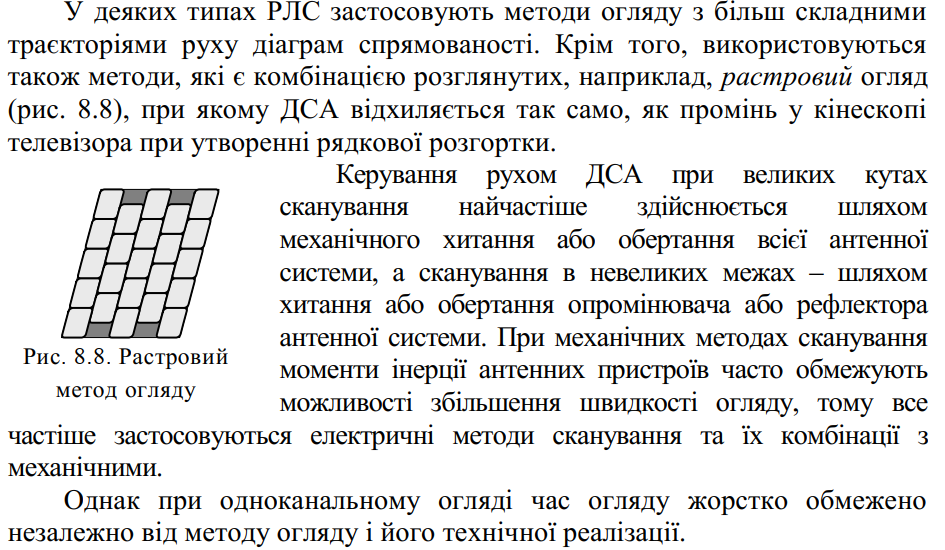 У деяких типах РЛС застосовують методи огляду з більш складними
траєкторіями руху діаграм спрямованості. Крім того, використовуються
також методи, які є комбінацією розглянутих, наприклад, растровий огляд
(рис. 8.8), при якому ДСА відхиляється так само, як промінь у кінескопі
телевізора при утворенні рядкової розгортки.
Керування рухом ДСА при великих кутах
сканування найчастіше здійснюється шляхом
механічного хитання або обертання всієї антенної
системи, а сканування в невеликих межах – шляхом
хитання або обертання опромінювача або рефлектора
антенної системи. При механічних методах сканування
моменти інерції антенних пристроїв часто обмежують
можливості збільшення швидкості огляду, тому все
частіше застосовуються електричні методи сканування та їх комбінації з
механічними.
Рис. 8.8. Растровий
метод огляду
Однак при одноканальному огляді час огляду жорстко обмежено
незалежно від методу огляду і його технічної реалізації.